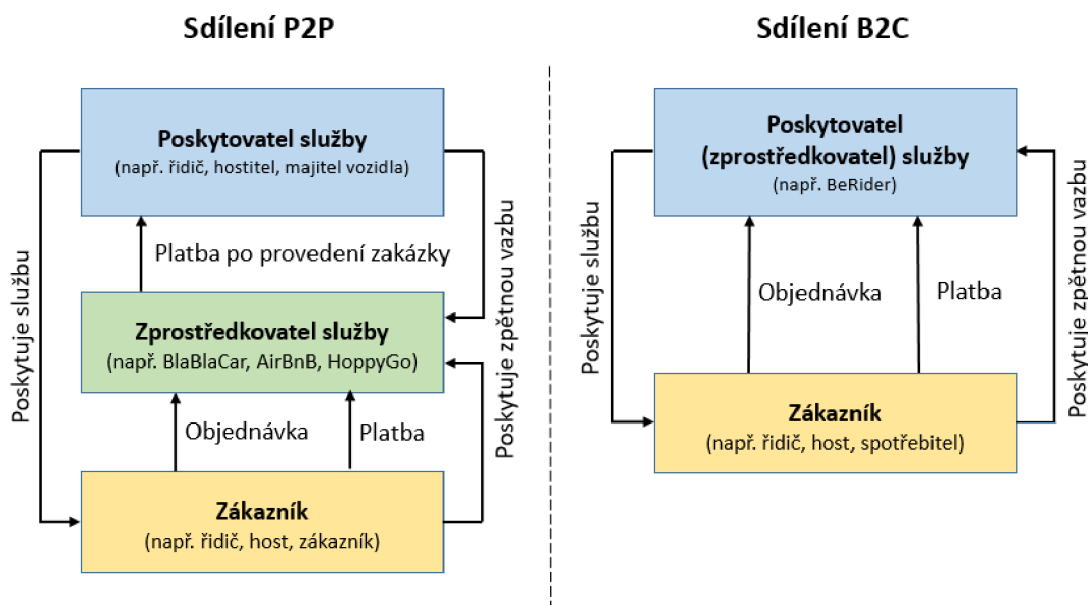 Sdílení P2P
Poskytovatel služby
(např. řidič, hostitel, majitel vozidla)
Platba po provedení zakázky
Zprostředkovatel služby
(např. BlaBlaCar, AirBnB, HoppyGo)
Objednávka
Platba
Zákazník
(např. řidič, host, zákazník)
Poskytuje službu
Poskytuje zpětnou vazbu
Sdílení B2C
Poskytovatel
(zprostředkovatel) služby
(např. BeRider)
Objednávka
Platba
Zákazník
(např. řidič, host, spotřebitel)
Poskytuje službu
Poskytuje zpětnou vazbu